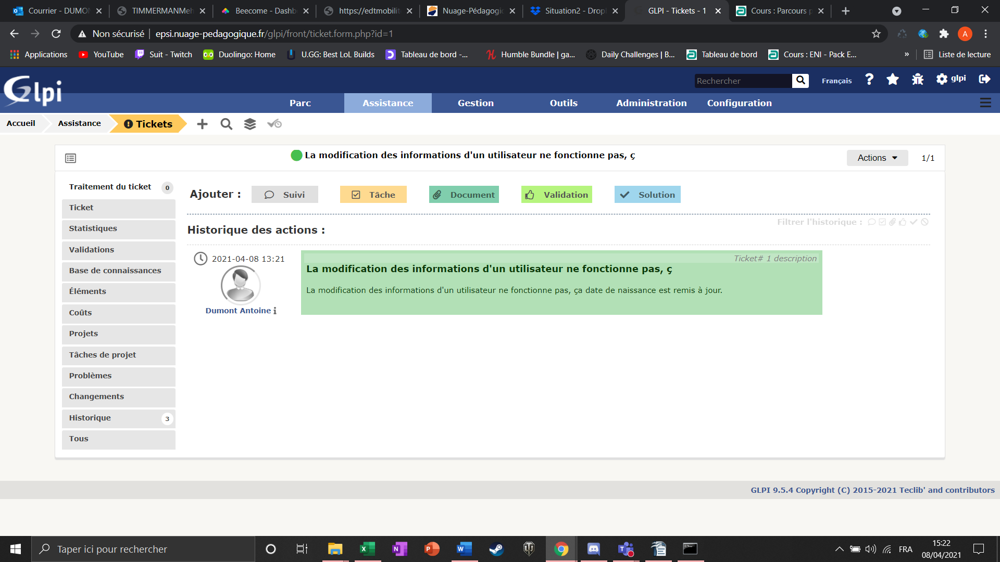 Courrier - DUMON
TIMMERMANMeh
Beecome - Dashb
https://edtmobilit
Nuage-Pédagogic
Situation2 - Drop
GLPI - Tickets - 1
Cours : Parcours p
Non sécurisé
epsi.nuage-pedagogique.fr/glpi/front/ticket.form.php?id=1
A
Applications
YouTube
Suit - Twitch
Duolingo: Home
U.GG: Best LoL Builds
Tableau de bord -...
Humble Bundle | ga...
Daily Challenges | B...
Tableau de bord
Cours : ENI - Pack E...
»
Liste de lecture
Glpi
Rechercher
Français
?
glpi
Parc
Assistance
Gestion
Outils
Administration
Configuration
Accueil
Assistance
Tickets
La modification des informations d'un utilisateur ne fonctionne pas, ç
Actions
1/1
Traitement du ticket 0
Ticket
Statistiques
Validations
Base de connaissances
Éléments
Coûts
Projets
Tâches de projet
Problèmes
Changements
Historique 3
Tous
Ajouter :
Suivi
Tâche
Document
Validation
Solution
Filtrer l'historique :
Historique des actions :
2021-04-08 13:21
Dumont Antoine
Ticket# 1 description
La modification des informations d'un utilisateur ne fonctionne pas, ç
La modification des informations d'un utilisateur ne fonctionne pas, ça date de naissance est remis à jour.
GLPI 9.5.4 Copyright (C) 2015-2021 Teclib' and contributors
Taper ici pour rechercher
FRA
15:22
08/04/2021